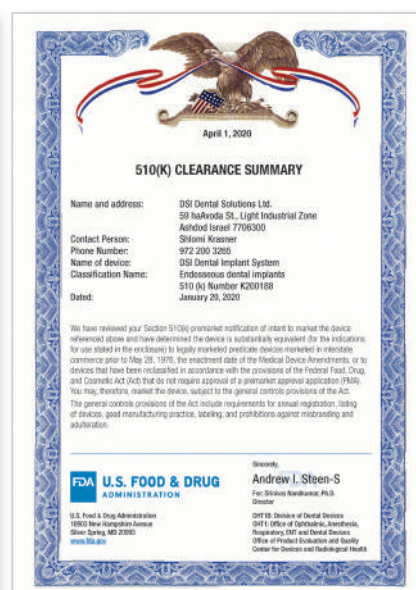 April 1, 2020
510(K) CLEARANCE SUMMARY
Name and address: DSI Dental Solutions Ltd.
59 haAvoda St., Light Industrial Zone
Ashdod Israel 7706300
Contact Person: Shlomi Krasner
Phone Number: 972 200 3265
Name of device: DSI Dental Implant System
Classification Name: Endosseous dental implants
510 (k) Number K200188
Dated: January 20, 2020
We have reviewed your Section 510(k) premarket notification of intent to market the device
referenced above and have determined the device is substantially equivalent (for the indications
for use stated in the enclosure) to legally marketed predicate devices marketed in interstate
commerce prior to May 28, 1976, the enactment date of the Medical Device Amendments, or to
devices that have been reclassified in accordance with the provisions of the Federal Food, Drug,
and Cosmetic Act (Act) that do not require approval of a premarket approval application (PMA).
You may, therefore, market the device, subject to the general controls provisions of the Act.
The general controls provisions of the Act include requirements for annual registration, listing
of devices, good manufacturing practice, labeling, and prohibitions against misbranding and
adulteration.
FDA U.S. FOOD & DRUG
ADMINISTRATION
U.S. Food & Drug Administration
10903 New Hampshire Avenue
Silver Spring, MD 20993
www.fda.gov
Sincerely,
Andrew I. Steen-S
For: Srinivas Nandkumar, Ph.D.
Director
DHT1B: Division of Dental Devices
OHT1: Office of Ophthalmic, Anesthesia,
Respiratory, ENT and Dental Devices
Office of Product Evaluation and Quality
Center for Devices and Radiological Health